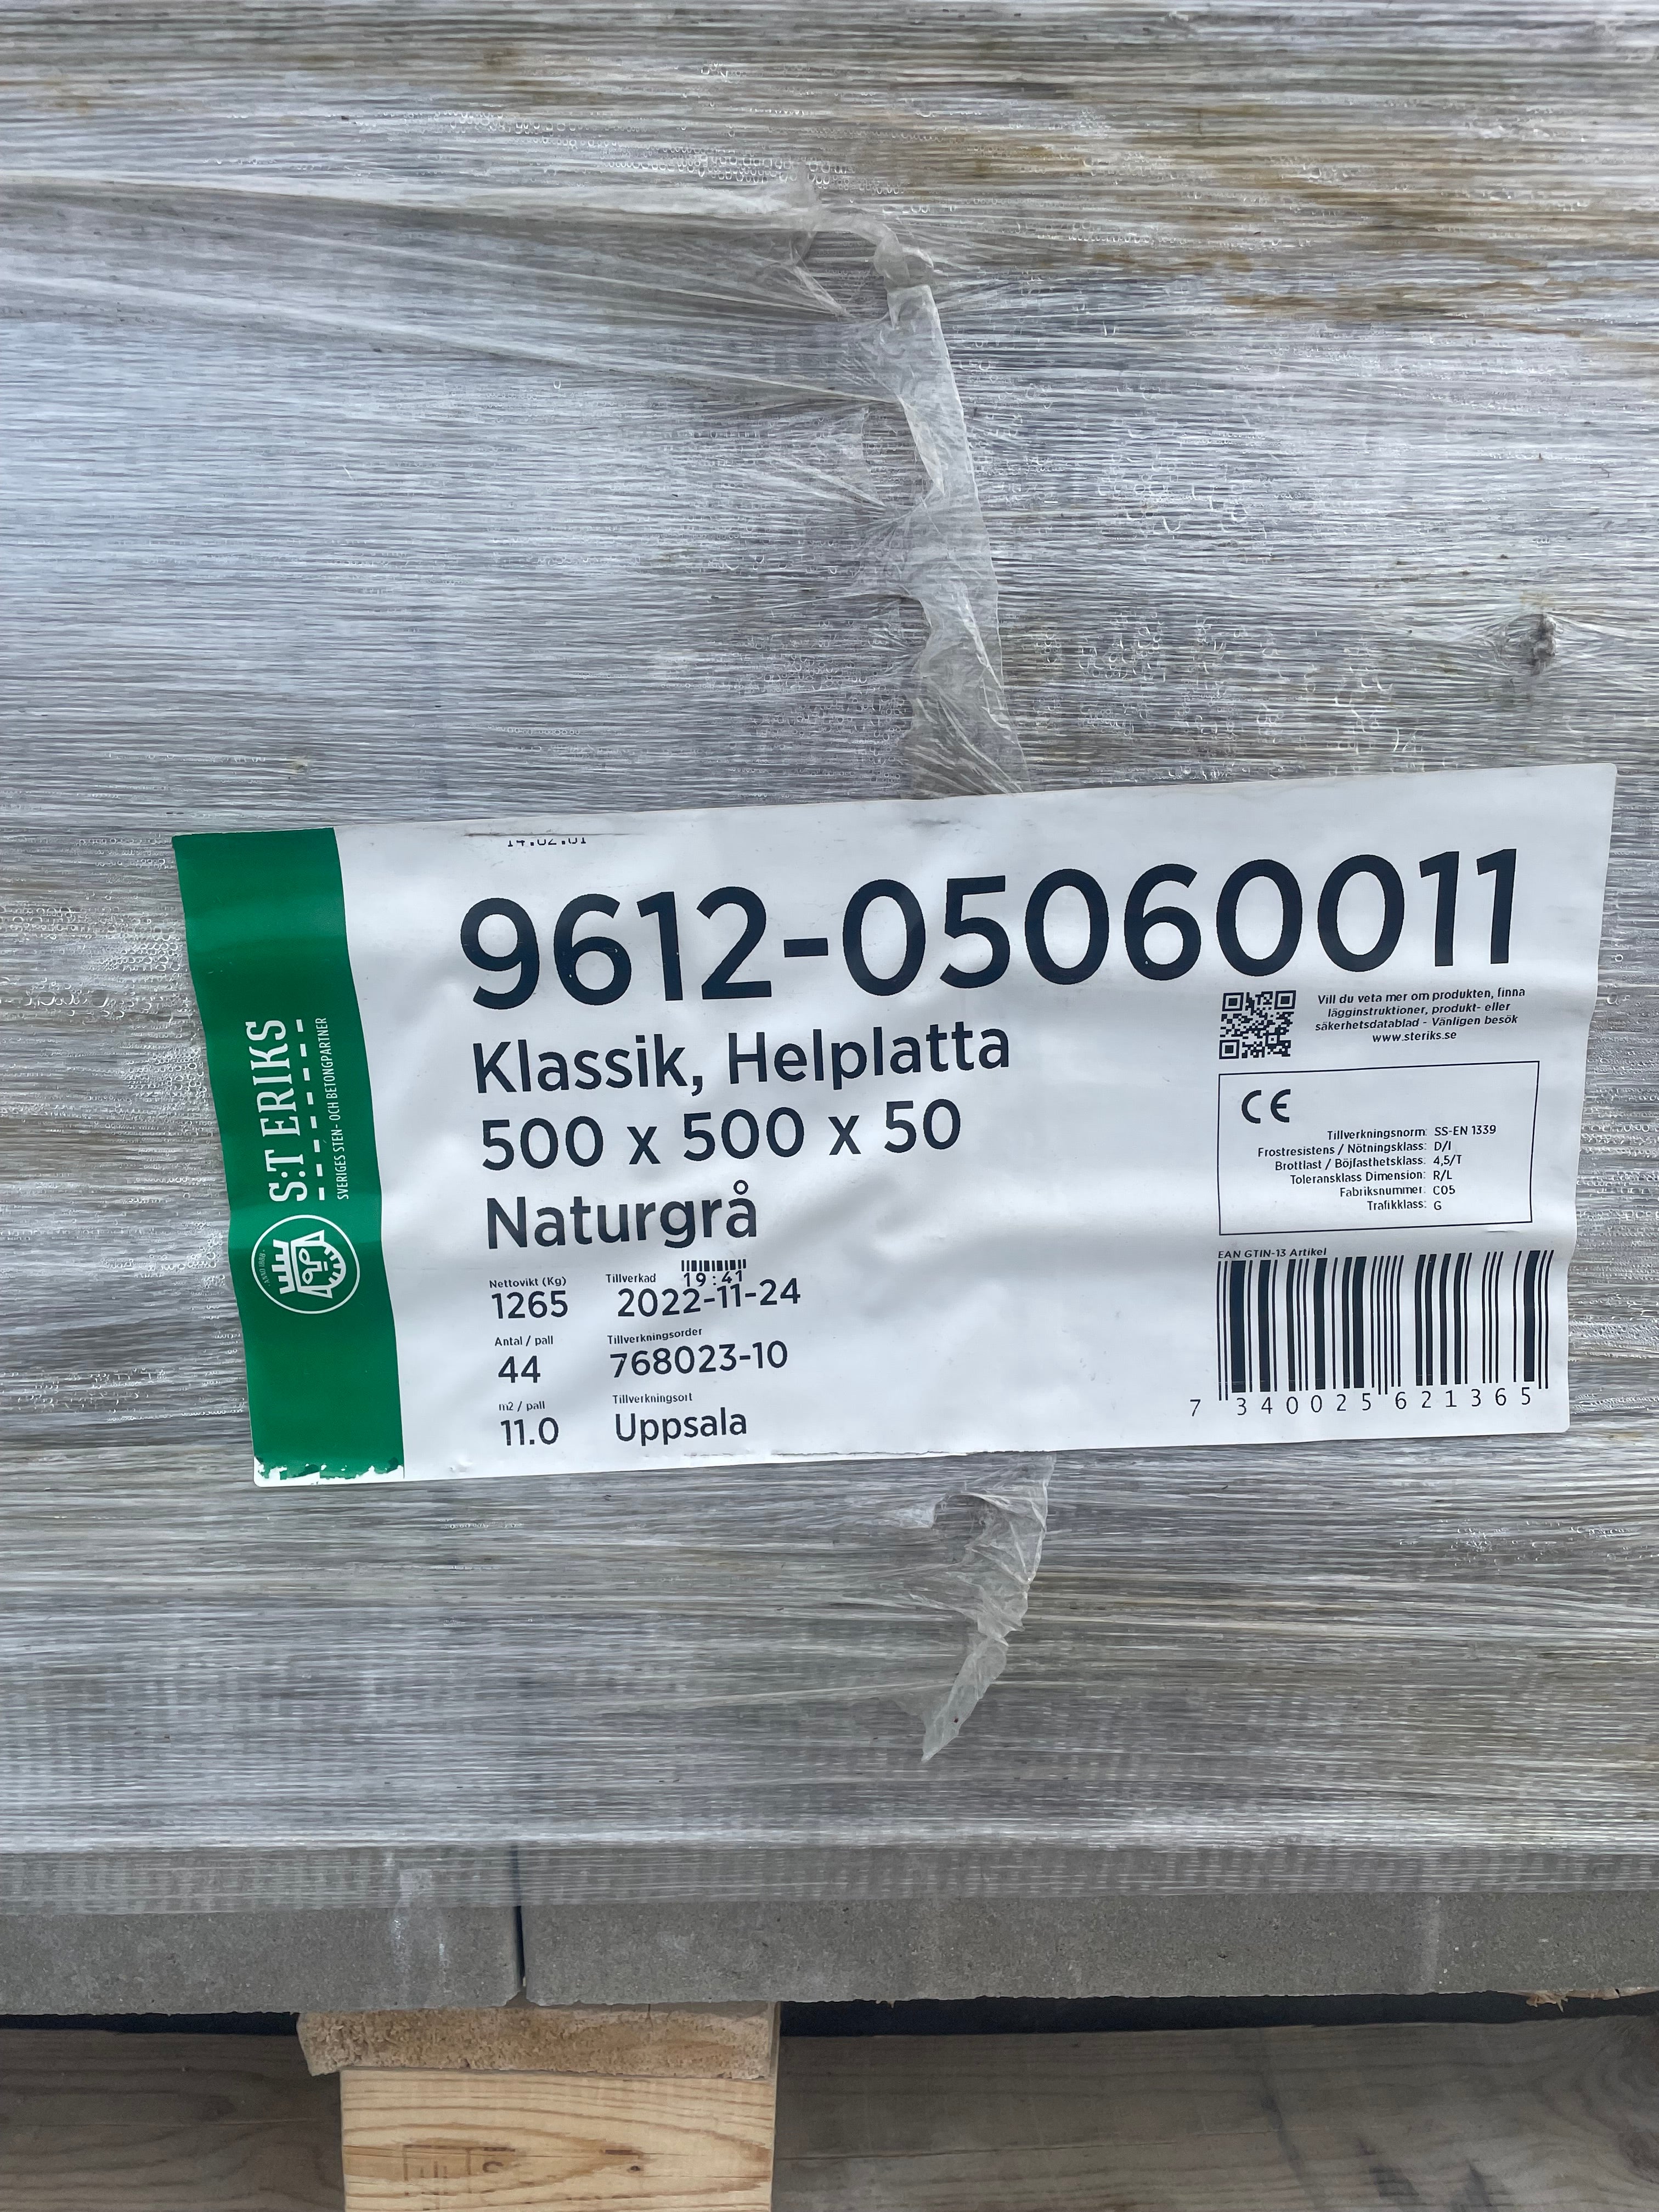 9612-05060011
Klassik, Helplatta
500 x 500 x 50
Naturgrå
Nettovikt (Kg)
1265
Tillverkad
19:41
2022-11-24
Antal / pall
44
Tillverkningsorder
768023-10
m2 / pall
11.0
Tillverkningsort
Uppsala
Vill du veta mer om produkten, finna
lägginstruktioner, produkt- eller
säkerhetsdatablad - Vänligen besök
www.steriks.se
CE
Tillverkningsnorm: SS-EN 1339
Frostresistens / Nötningsklass: D/I
Brottlast / Böjfasthetsklass: 4,5/T
Toleransklass Dimension: R/L
Fabriksnummer: C05
Trafikklass: G
EAN GTIN-13 Artikel
7 340025 621365
S:T ERIKS
SVERIGES STEN- OCH BETONGPARTNER